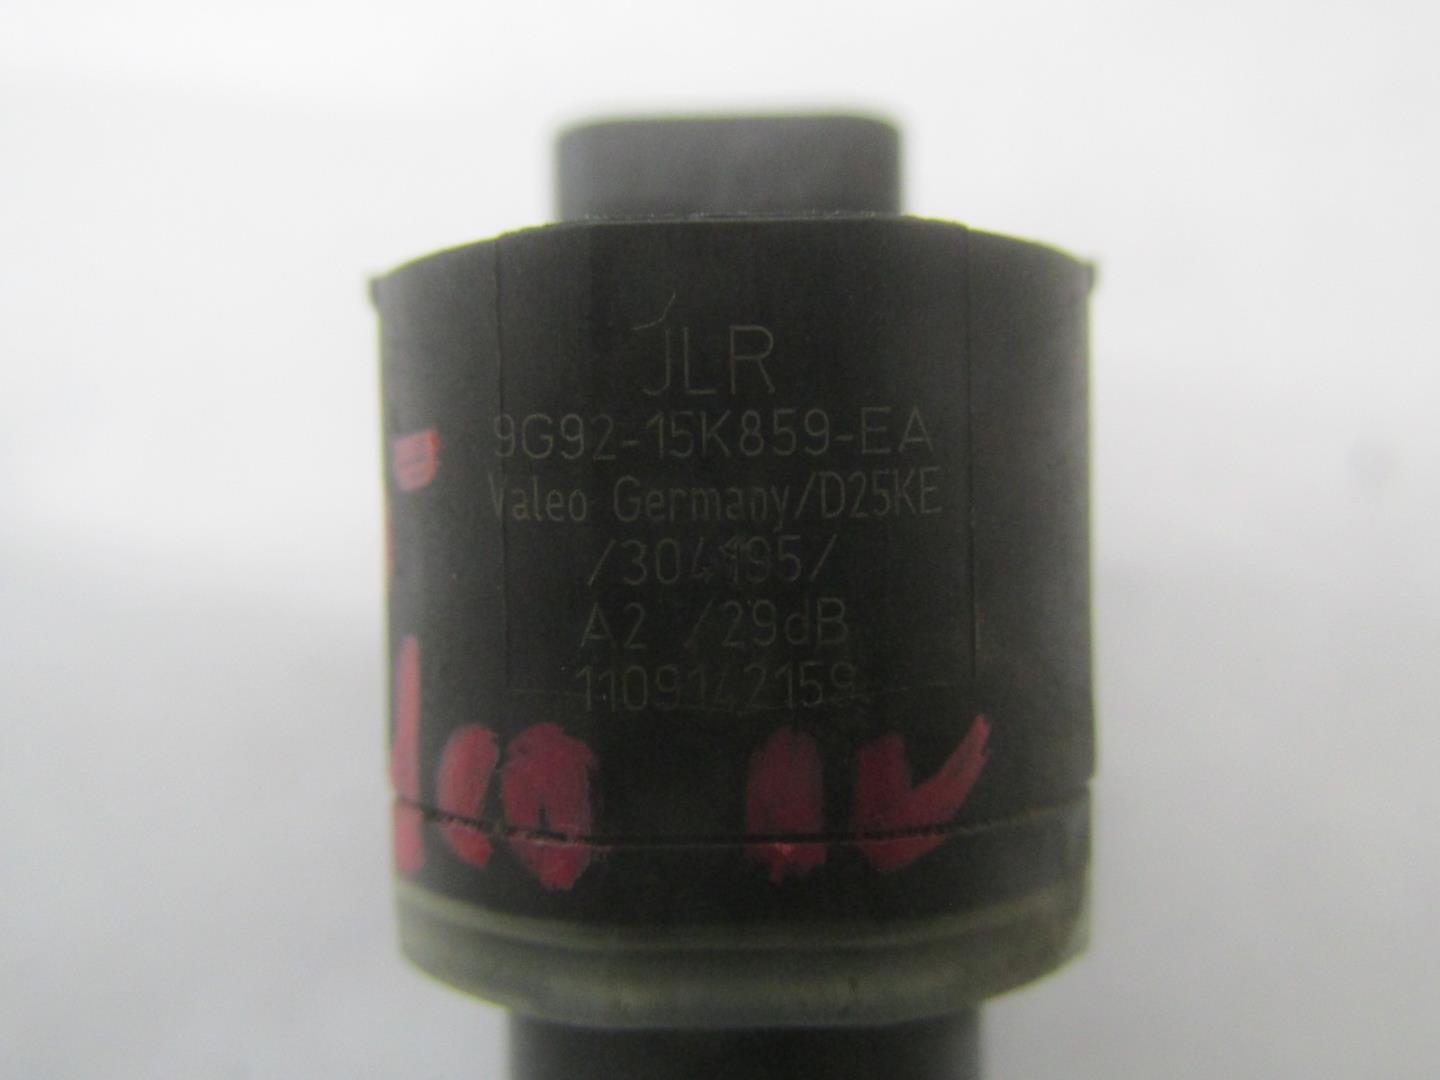 JLR
9G92-15K859-EA
Valeo Germany/D25KE
/304195/
A2 /29dB
1109142159